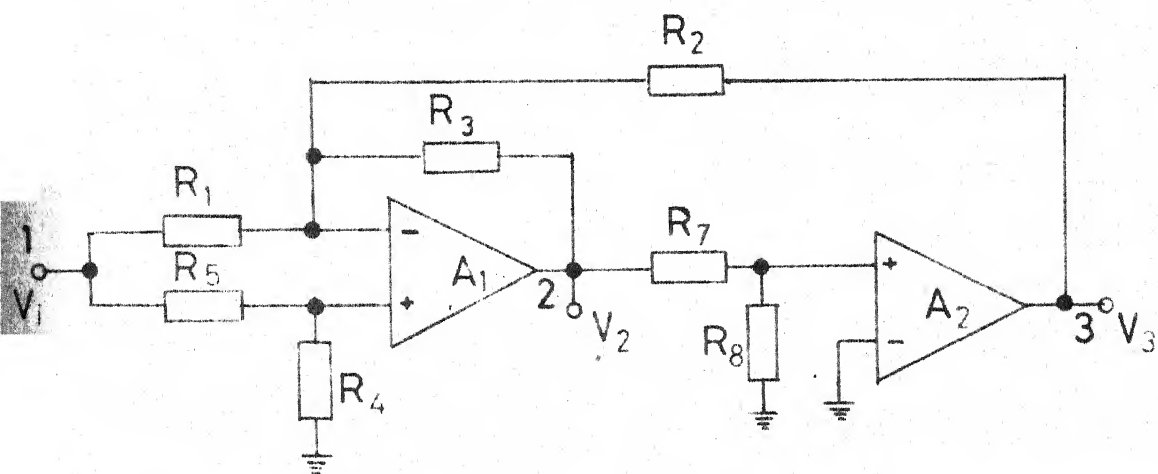 R₂
R₃
R₁
1
Vᵢ
R₅
R₄
A₁
−
+
2
V₂
R₇
R₈
A₂
+
−
3
V₃